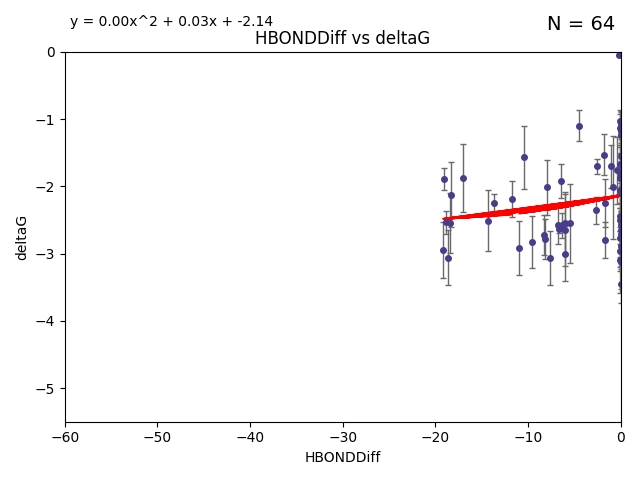 y = 0.00x^2 + 0.03x + -2.14
N = 64
HBONDDiff vs deltaG
0
−1
−2
−3
−4
−5
deltaG
−60
−50
−40
−30
−20
−10
0
HBONDDiff